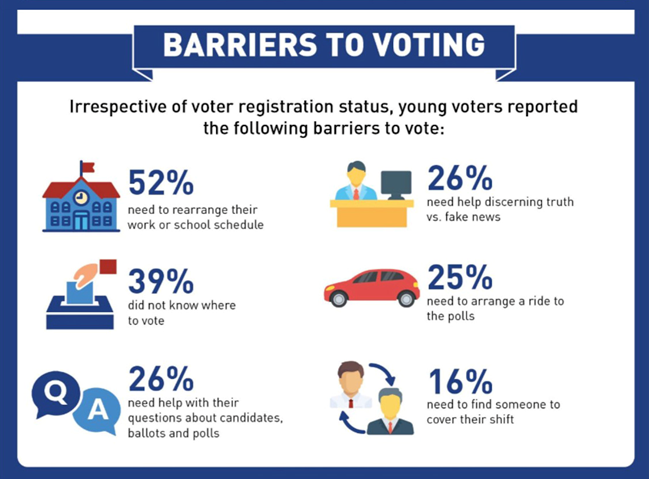 BARRIERS TO VOTING
Irrespective of voter registration status, young voters reported
the following barriers to vote:
52%
need to rearrange their
work or school schedule
26%
need help discerning truth
vs. fake news
39%
did not know where
to vote
25%
need to arrange a ride to
the polls
Q
A
26%
need help with their
questions about candidates,
ballots and polls
16%
need to find someone to
cover their shift